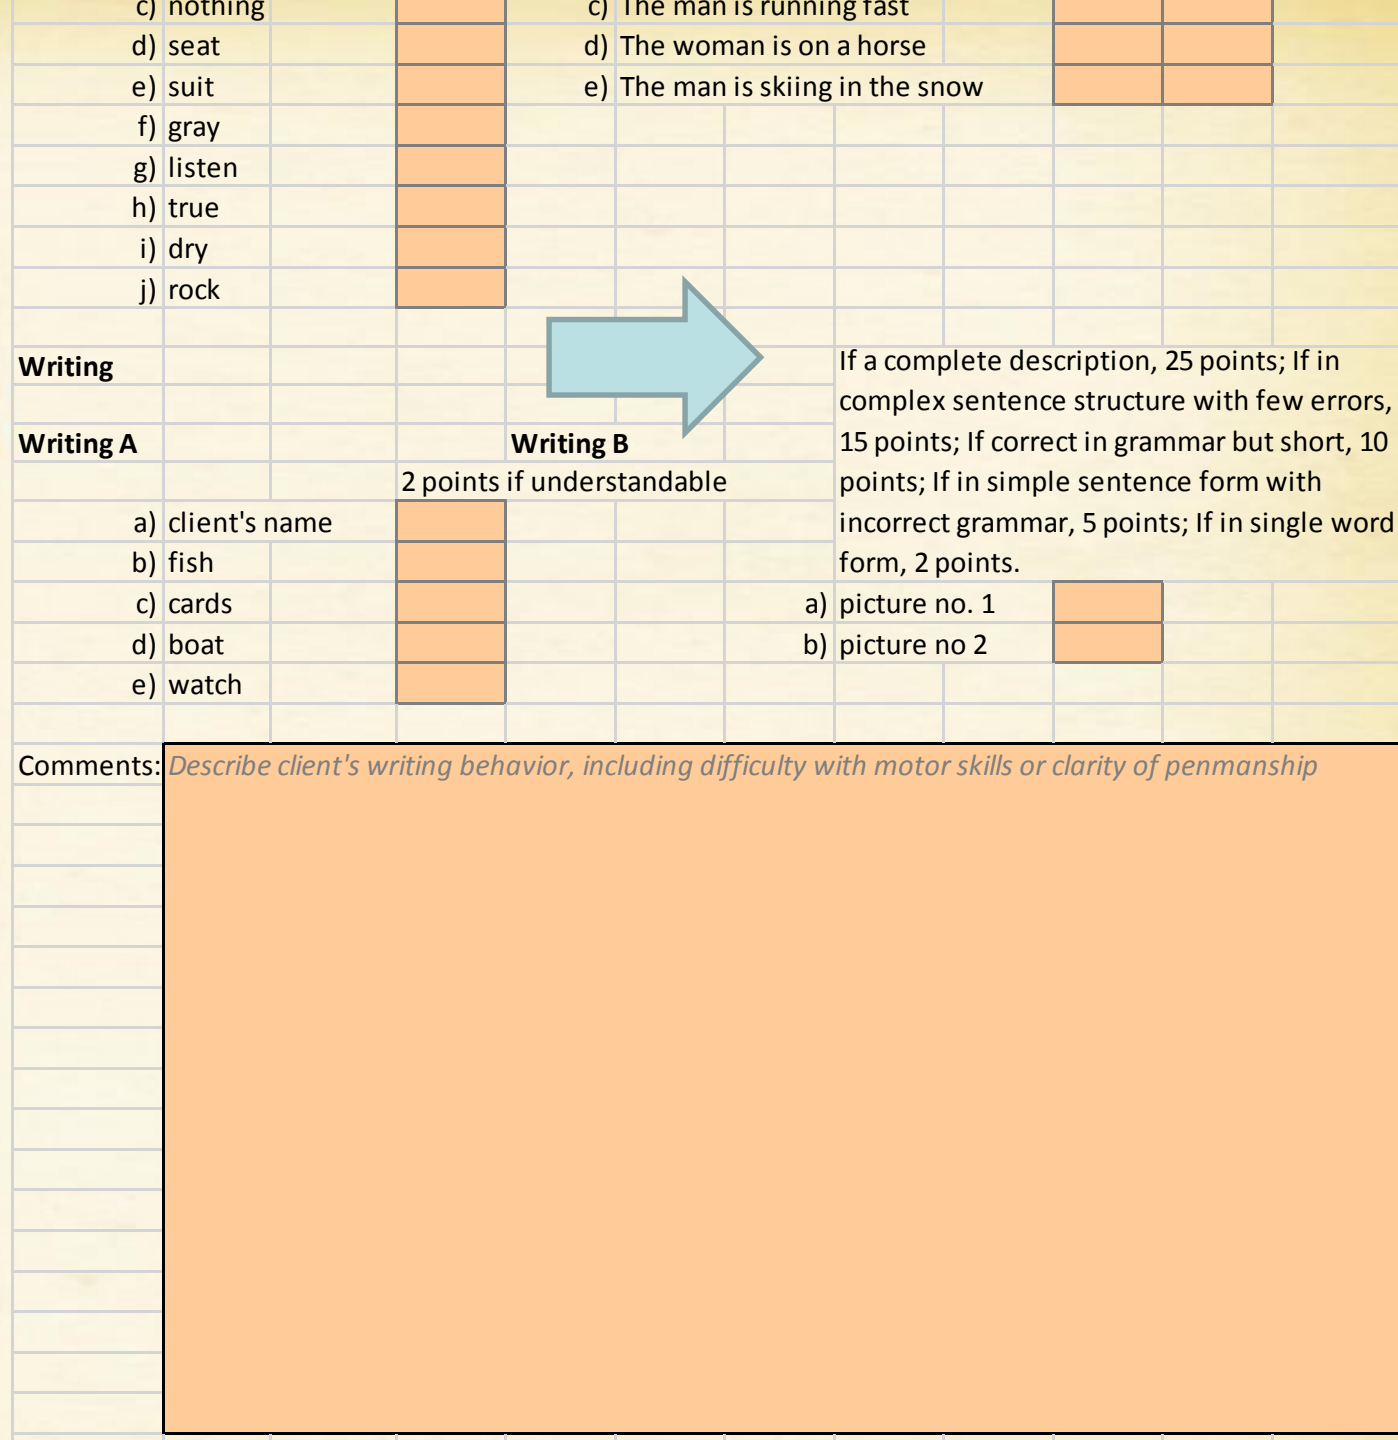 c) nothing
c) The man is running fast
d) seat
d) The woman is on a horse
e) suit
e) The man is skiing in the snow
f) gray
g) listen
h) true
i) dry
j) rock
Writing
Writing A
Writing B
2 points if understandable
If a complete description, 25 points; If in
complex sentence structure with few errors,
15 points; If correct in grammar but short, 10
points; If in simple sentence form with
incorrect grammar, 5 points; If in single word
form, 2 points.
a) client's name
b) fish
c) cards
d) boat
e) watch
a) picture no. 1
b) picture no 2
Comments: Describe client's writing behavior, including difficulty with motor skills or clarity of penmanship